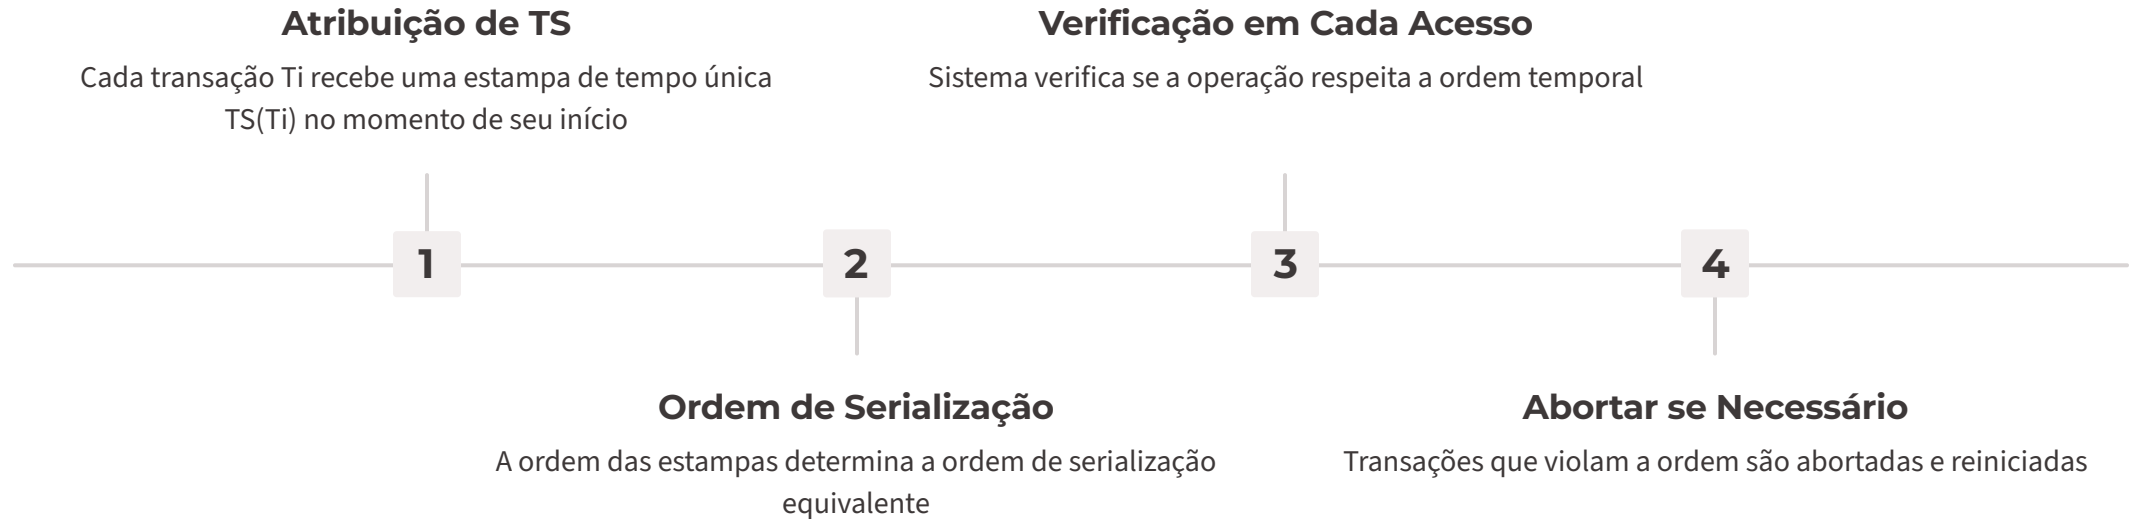 Atribuição de TS
Cada transação Ti recebe uma estampa de tempo única
TS(Ti) no momento de seu início
1
Ordem de Serialização
A ordem das estampas determina a ordem de serialização
equivalente
2
Verificação em Cada Acesso
Sistema verifica se a operação respeita a ordem temporal
3
Abortar se Necessário
Transações que violam a ordem são abortadas e reiniciadas
4